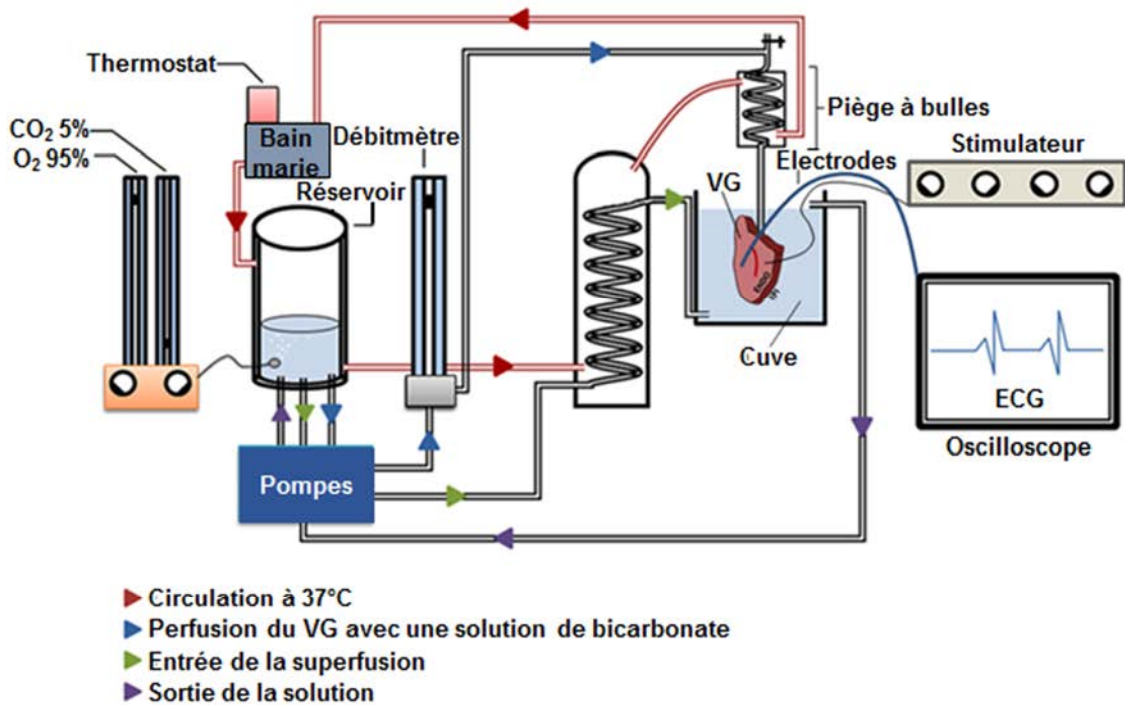 Thermostat
CO2 5%
O2 95%
Bain
marie
Débitmètre
Réservoir
Piège à bulles
Electrodes
VG
Stimulateur
ENDO
Cuve
ECG
Oscilloscope
Pompes
Circulation à 37°C
Perfusion du VG avec une solution de bicarbonate
Entrée de la superfusion
Sortie de la solution